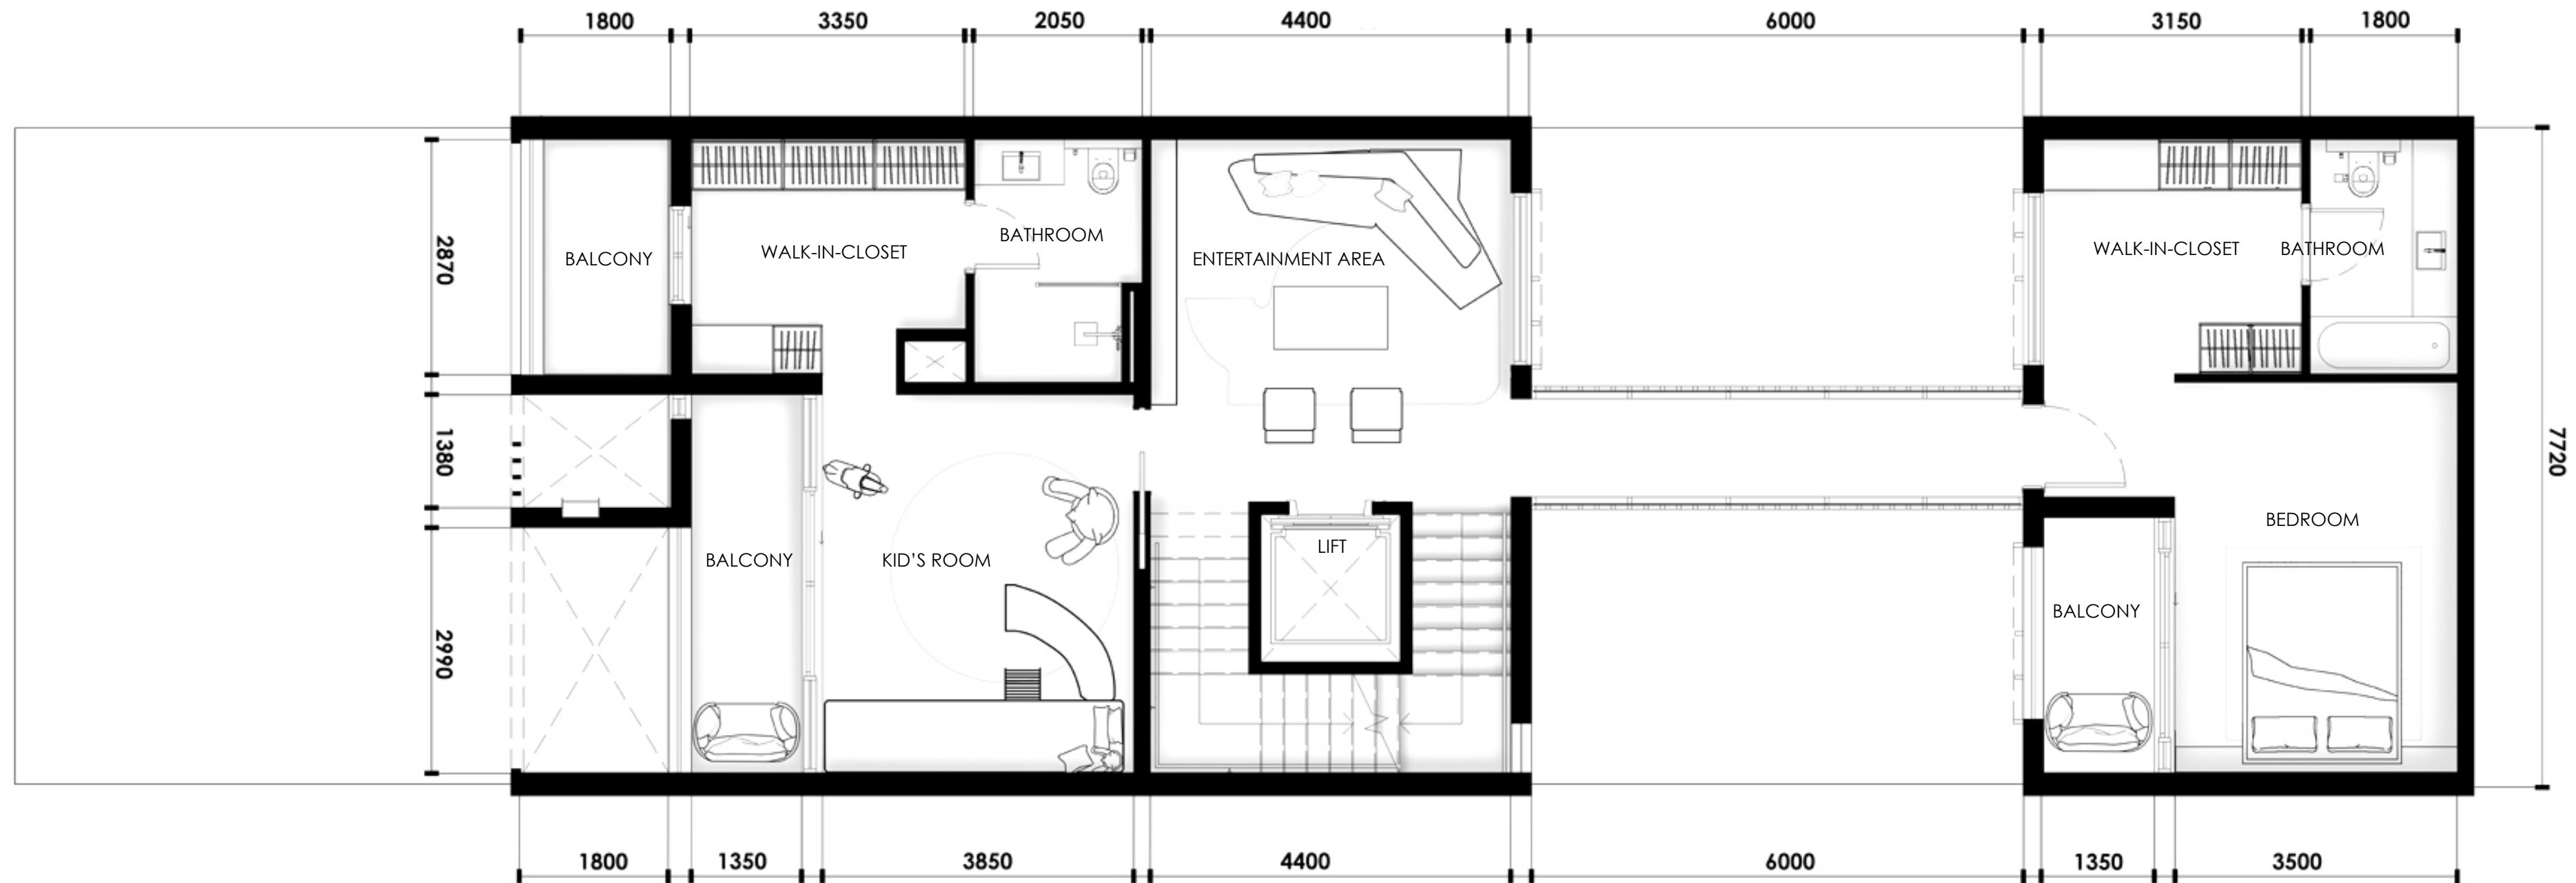 1800 3350 2050 4400 6000 3150 1800
2870
1380
2990
7720
BALCONY
WALK-IN-CLOSET
BATHROOM
ENTERTAINMENT AREA
WALK-IN-CLOSET
BATHROOM
BALCONY
KID'S ROOM
LIFT
BEDROOM
BALCONY
1800 1350 3850 4400 6000 1350 3500